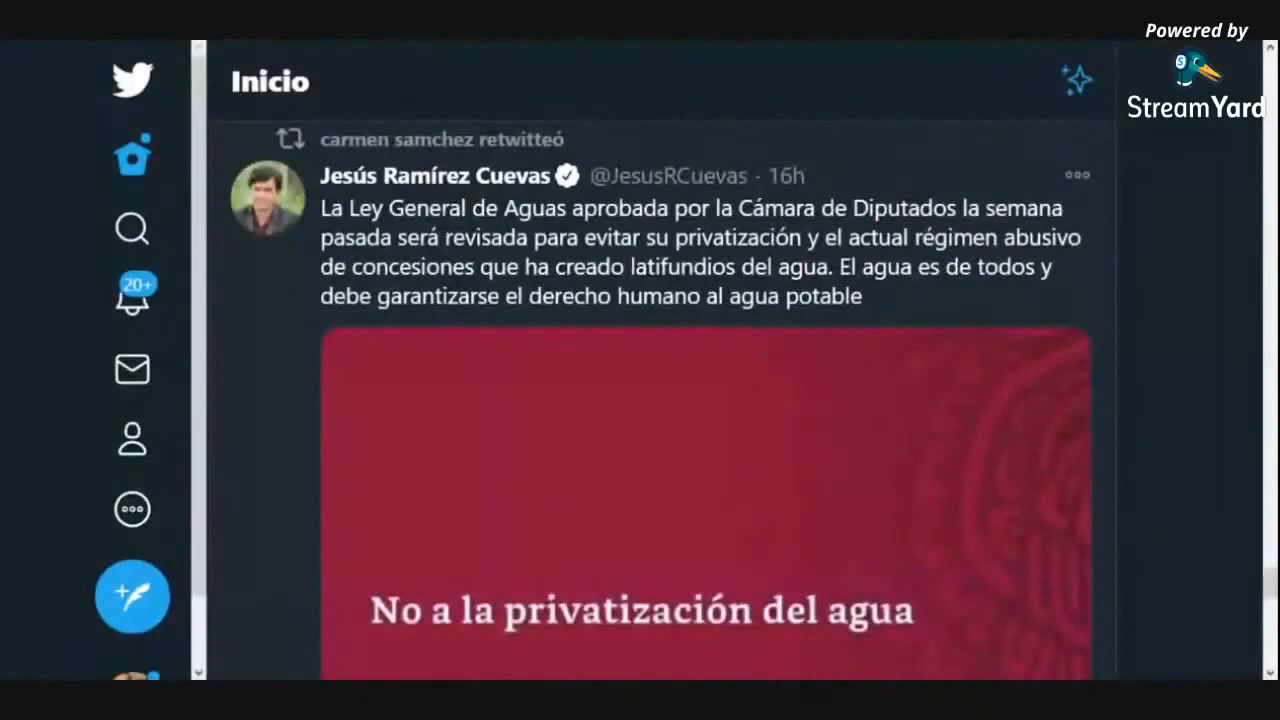 Powered by
StreamYard
Inicio
carmen samchez retwitteó
Jesús Ramírez Cuevas @JesusRCuevas · 16h
La Ley General de Aguas aprobada por la Cámara de Diputados la semana
pasada será revisada para evitar su privatización y el actual régimen abusivo
de concesiones que ha creado latifundios del agua. El agua es de todos y
debe garantizarse el derecho humano al agua potable
20+
No a la privatización del agua